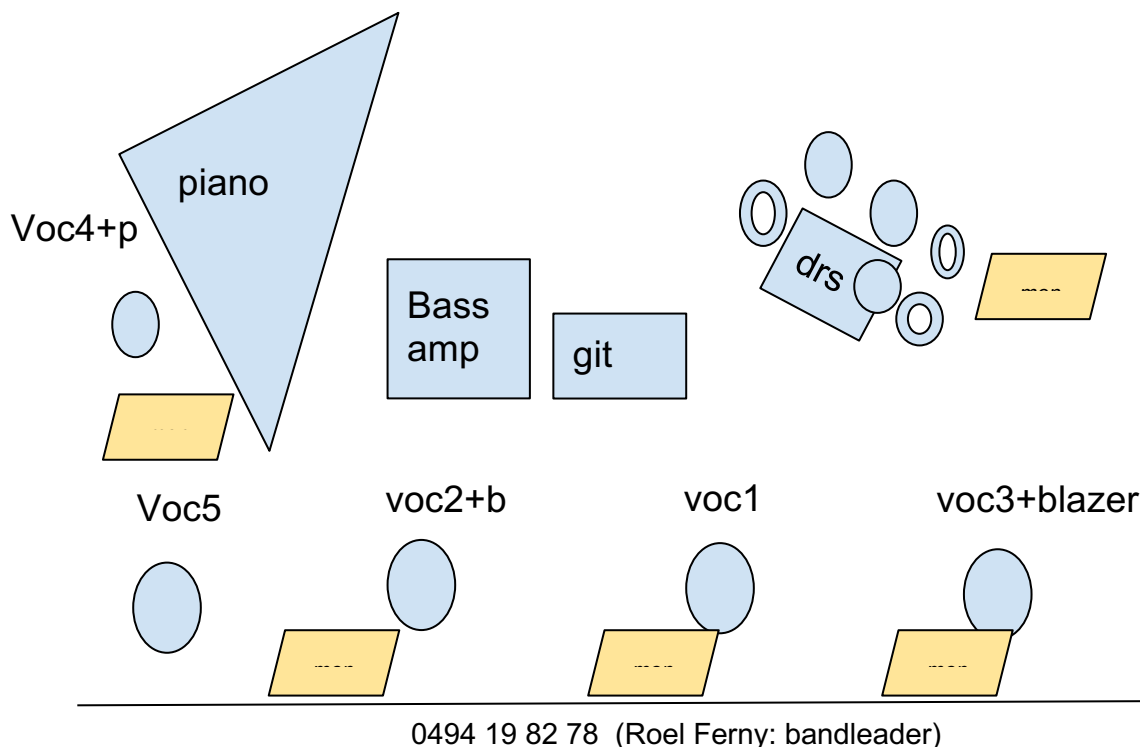 piano
Voc4+p
drs
Bass
amp
git
Voc5
voc2+b
voc1
voc3+blazer
0494 19 82 78 (Roel Ferny: bandleader)